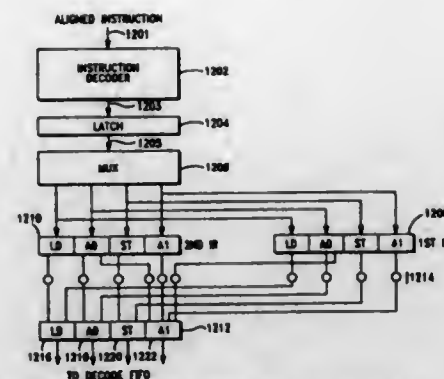 ALIGNED INSTRUCTION
1201
INSTRUCTION
DECODER
1202
1203
LATCH
1204
1205
MUX
1206
1210
LD A0 ST A1
2ND IR
LD A0 ST A1
1ST
1214
LD A0 ST A1
1212
1216 1218 1220 1222
TO DECODE FIFO